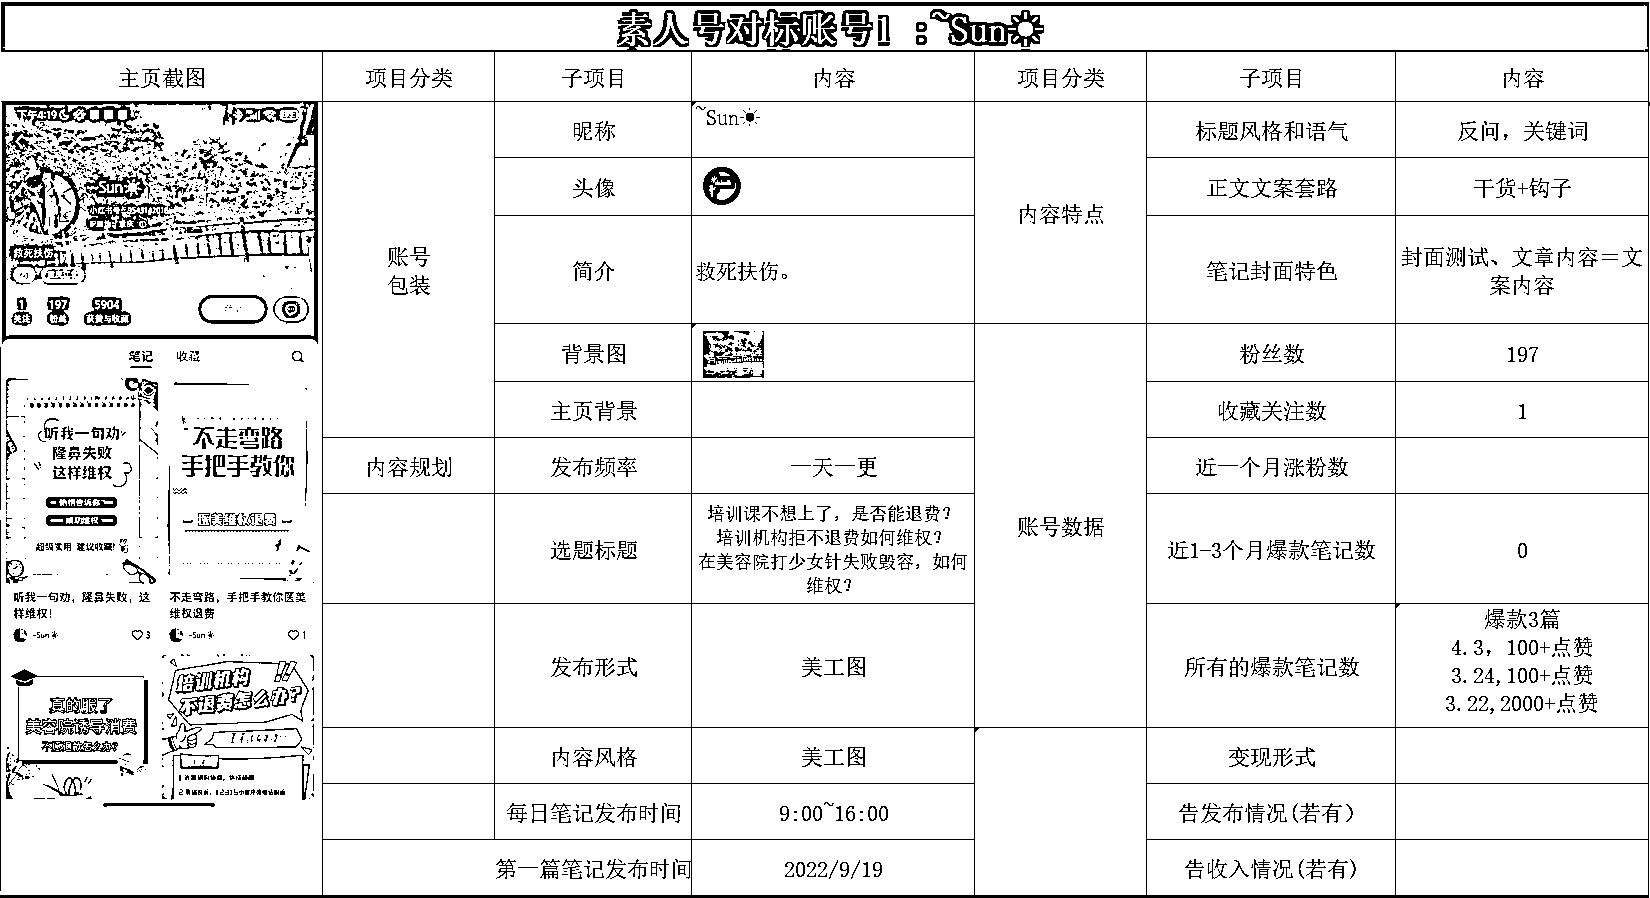 素人号对标账号1 :~Sun☀
主页截图 项目分类 子项目 内容 项目分类 子项目 内容
下午4:19
~Sun☀
救死扶伤
1 197 5904
关注 粉丝 获赞与收藏
笔记 收藏
听我一句劝
隆鼻失败
这样维权
超级实用 建议收藏!
听我一句劝，隆鼻失败，这
样维权！
~Sun☀ 3
不走弯路
手把手教你
医美维权退费
不走弯路，手把手教你医美
维权退费
~Sun☀ 1
真的服了
美容院诱导消费
不愿退款怎么办?
培训机构
不退费怎么办?
账号
包装
昵称 ~Sun☀
头像
简介 救死扶伤。
背景图
主页背景
内容规划 发布频率 一天一更
选题标题
培训课不想上了，是否能退费？
培训机构拒不退费如何维权？
在美容院打少女针失败毁容，如何
维权？
发布形式 美工图
内容风格 美工图
每日笔记发布时间 9:00~16:00
第一篇笔记发布时间 2022/9/19
内容特点
标题风格和语气 反问，关键词
正文文案套路 干货+钩子
笔记封面特色
封面测试、文章内容＝文
案内容
账号数据
粉丝数 197
收藏关注数 1
近一个月涨粉数
近1-3个月爆款笔记数 0
所有的爆款笔记数
爆款3篇
4.3，100+点赞
3.24,100+点赞
3.22,2000+点赞
变现形式
告发布情况(若有）
告收入情况(若有)